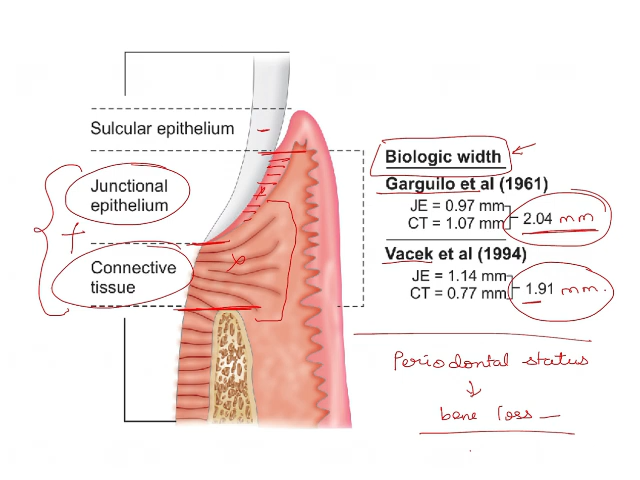 Sulcular epithelium
Junctional
epithelium
Connective
tissue
Biologic width
Garguilo et al (1961)
JE = 0.97 mm
CT = 1.07 mm
2.04 mm
Vacek et al (1994)
JE = 1.14 mm
CT = 0.77 mm
1.91 mm.
Periodontal status
↓
bone loss